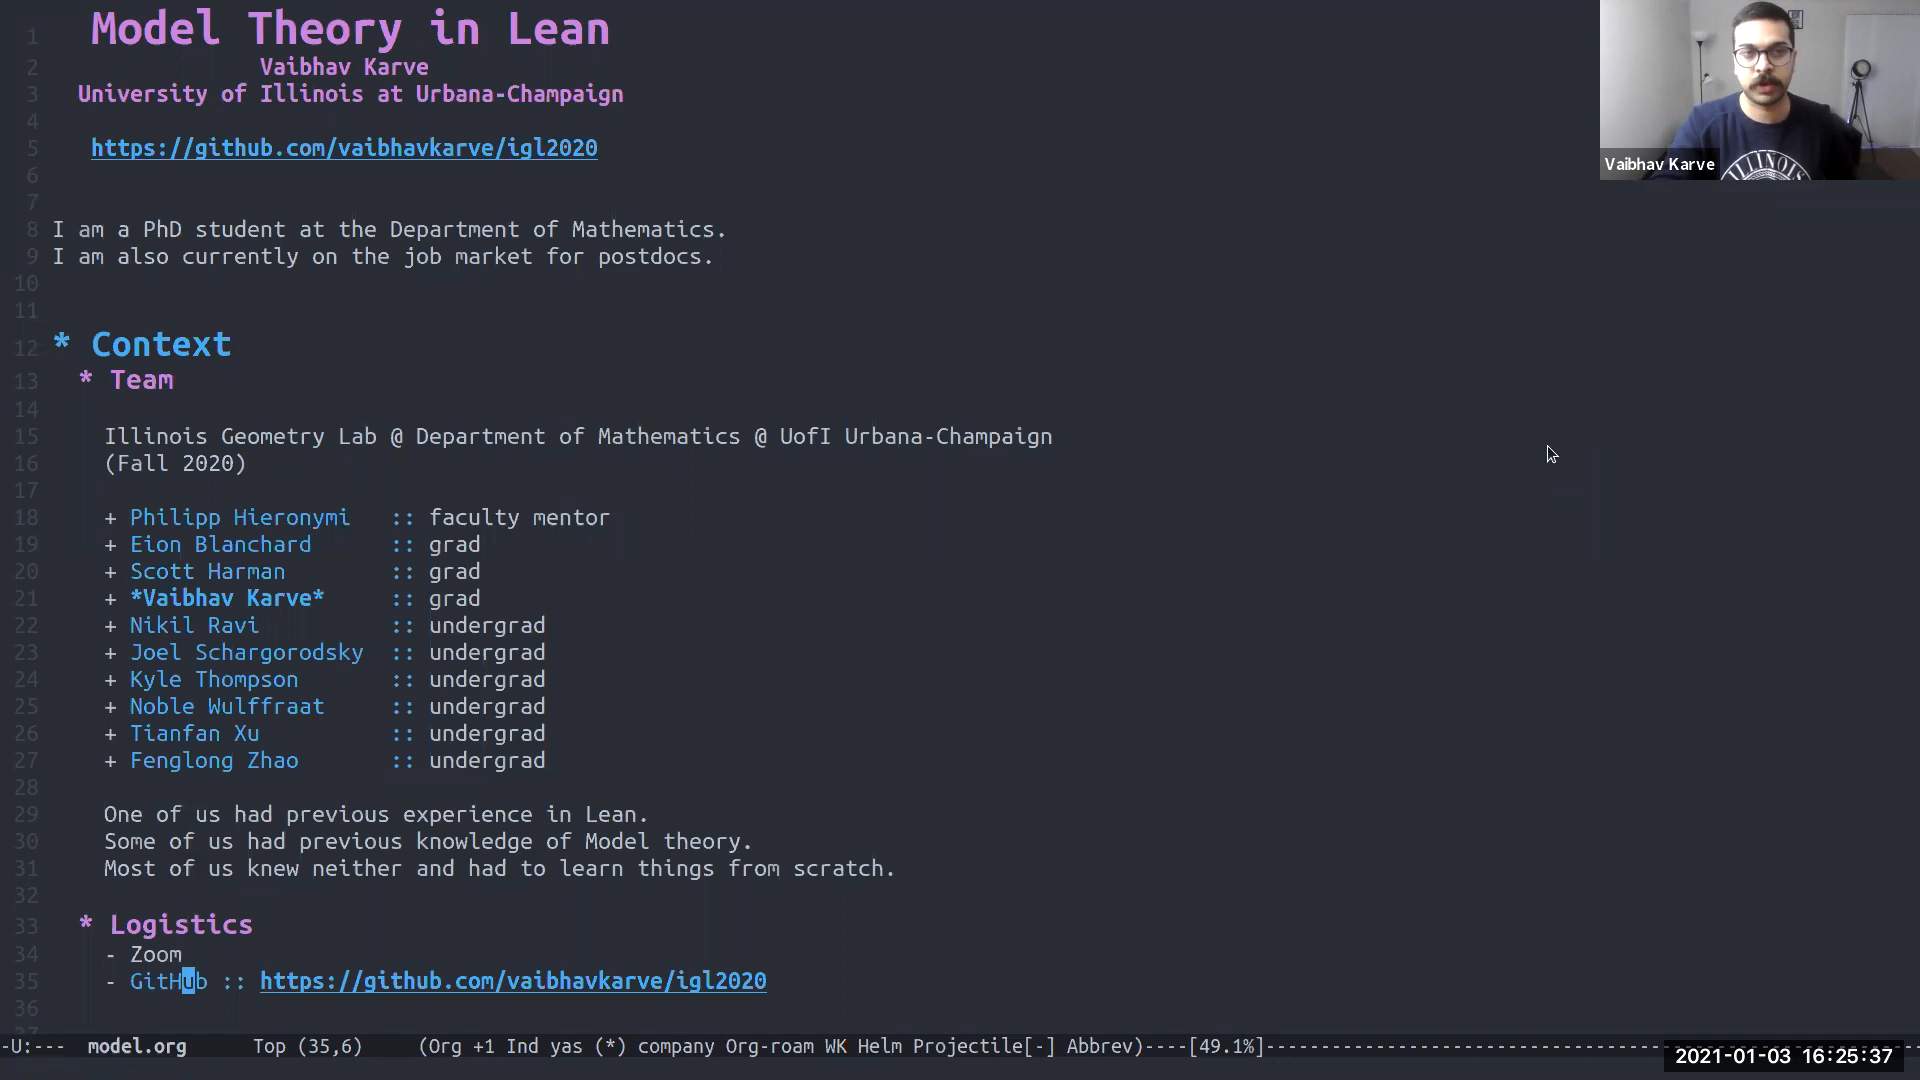 1 Model Theory in Lean
2 Vaibhav Karve
3 University of Illinois at Urbana-Champaign
4
5 https://github.com/vaibhavkarve/igl2020
6
7
8 I am a PhD student at the Department of Mathematics.
9 I am also currently on the job market for postdocs.
10
11
12 * Context
13 * Team
14
15 Illinois Geometry Lab @ Department of Mathematics @ UofI Urbana-Champaign
16 (Fall 2020)
17
18 + Philipp Hieronymi :: faculty mentor
19 + Eion Blanchard :: grad
20 + Scott Harman :: grad
21 + *Vaibhav Karve* :: grad
22 + Nikil Ravi :: undergrad
23 + Joel Schargorodsky :: undergrad
24 + Kyle Thompson :: undergrad
25 + Noble Wulffraat :: undergrad
26 + Tianfan Xu :: undergrad
27 + Fenglong Zhao :: undergrad
28
29 One of us had previous experience in Lean.
30 Some of us had previous knowledge of Model theory.
31 Most of us knew neither and had to learn things from scratch.
32
33 * Logistics
34 - Zoom
35 - GitHub :: https://github.com/vaibhavkarve/igl2020
36
37
-U:--- model.org Top (35,6) (Org +1 Ind yas (*) company Org-roam WK Helm Projectile[-] Abbrev)----[49.1%]-----------------------------------------------
Vaibhav Karve
ILLINOIS
2021-01-03 16:25:37